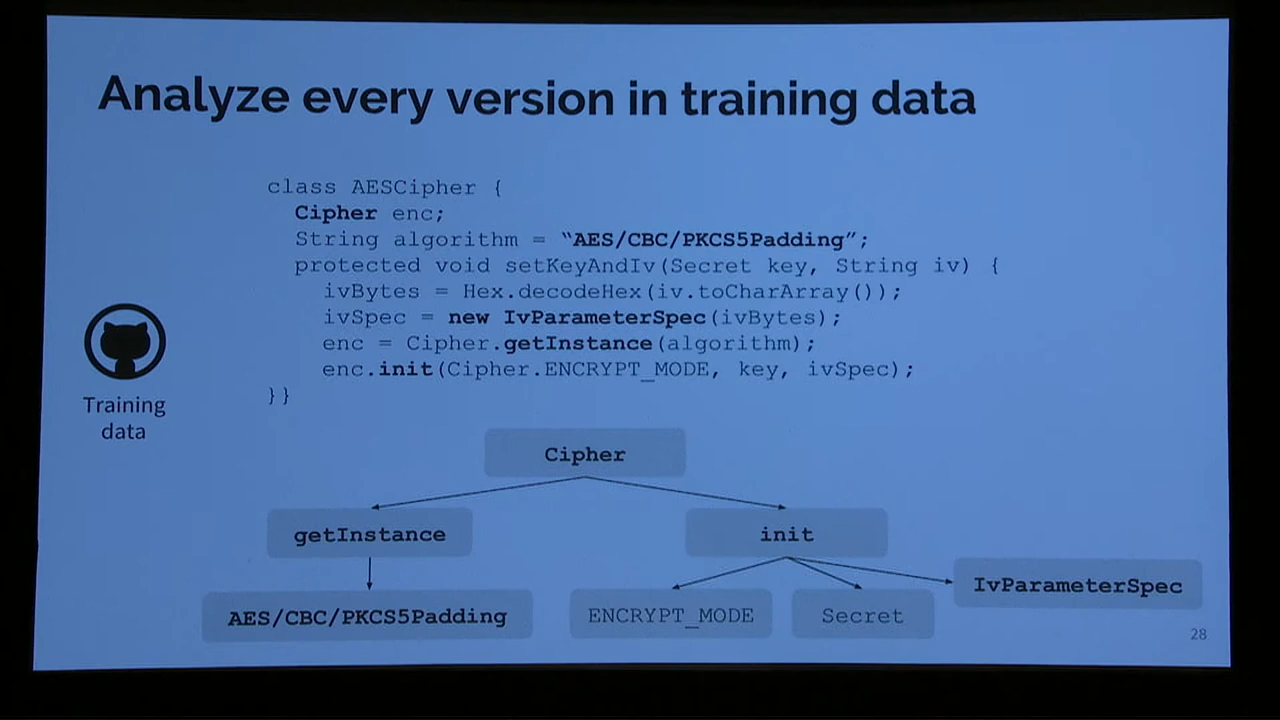 Analyze every version in training data
class AESCipher {
Cipher enc;
String algorithm = “AES/CBC/PKCS5Padding”;
protected void setKeyAndIv(Secret key, String iv) {
ivBytes = Hex.decodeHex(iv.toCharArray());
ivSpec = new IvParameterSpec(ivBytes);
enc = Cipher.getInstance(algorithm);
enc.init(Cipher.ENCRYPT_MODE, key, ivSpec);
}}
Training
data
Cipher
getInstance
init
AES/CBC/PKCS5Padding
ENCRYPT_MODE
Secret
IvParameterSpec
28